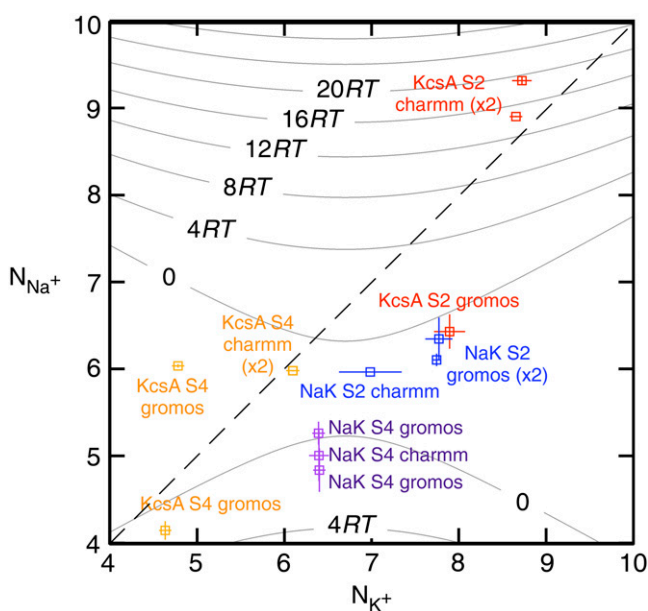 10
20RT
KcsA S2
charmm (x2)
9
16RT
12RT
8RT
8
4RT
7
0
N_Na+
KcsA S2 gromos
KcsA S4
charmm
(x2)
NaK S2
gromos (x2)
6
KcsA S4
gromos
NaK S2 charmm
NaK S4 gromos
5
NaK S4 charmm
NaK S4 gromos
KcsA S4 gromos
0
4RT
4
4 5 6 7 8 9 10
N_K+